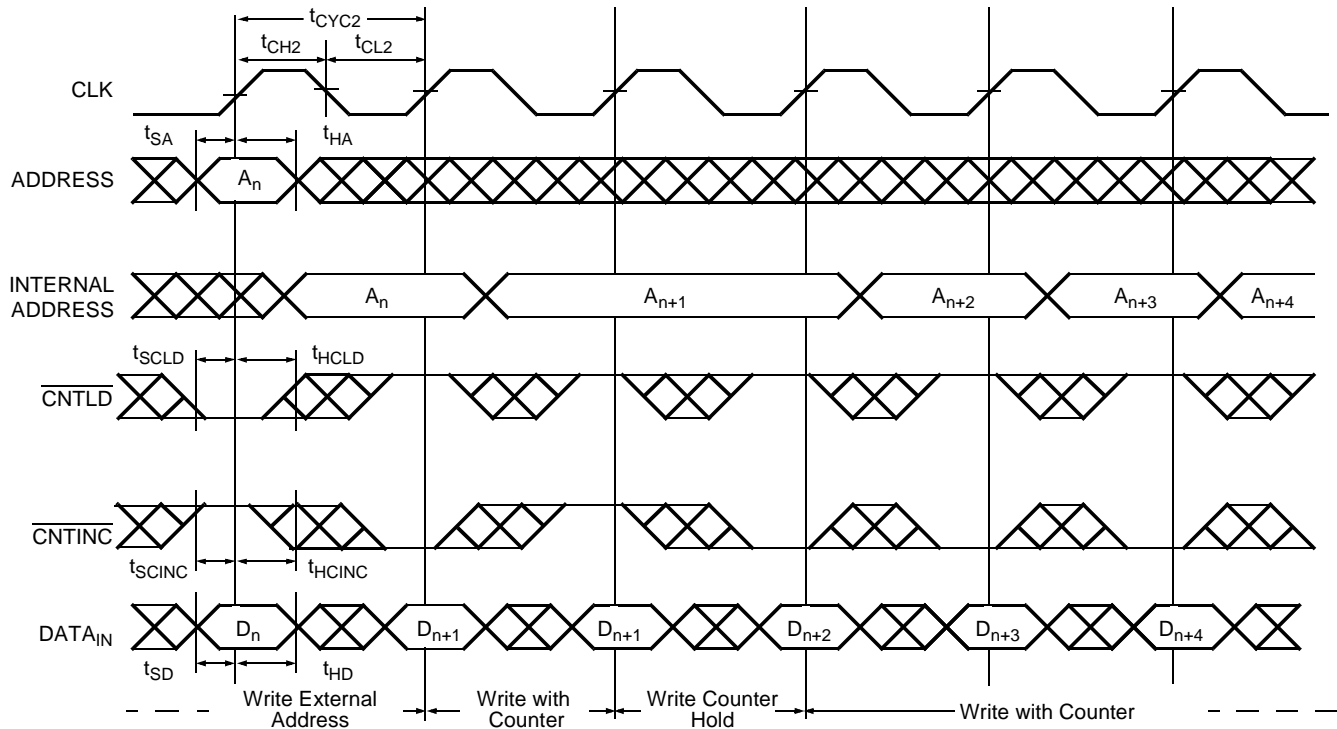 tCYC2
tCH2 tCL2
CLK
tSA tHA
ADDRESS An
INTERNAL
ADDRESS An An+1 An+2 An+3 An+4
tSCLD tHCLD
CNTLD
CNTINC
tSCINC tHCINC
DATAIN Dn Dn+1 Dn+1 Dn+2 Dn+3 Dn+4
tSD tHD
Write External
Address
Write with
Counter
Write Counter
Hold
Write with Counter